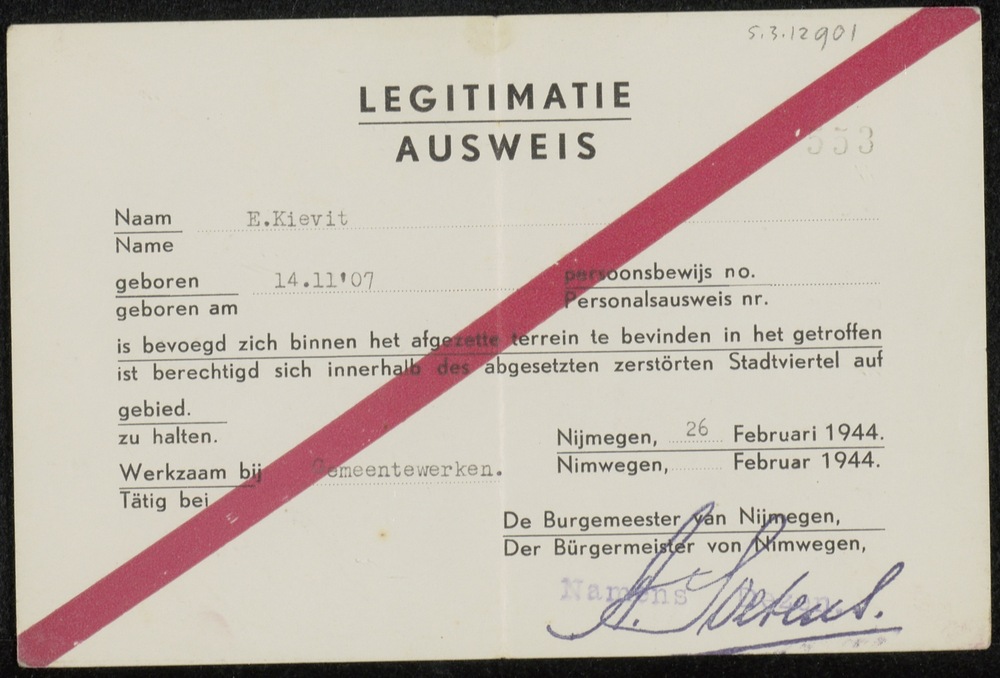 5.3.12901
LEGITIMATIE
AUSWEIS
553
Naam E.Kievit
Name
geboren 14.11'07 persoonsbewijs no.
geboren am Personalsausweis nr.
is bevoegd zich binnen het afgezette terrein te bevinden in het getroffen
ist berechtigd sich innerhalb des abgesetzten zerstörten Stadtviertel auf
gebied.
zu halten.
Nijmegen, 26 Februari 1944.
Nimwegen, Februar 1944.
Werkzaam bij Gemeentewerken.
Tätig bei
De Burgemeester van Nijmegen,
Der Bürgermeister von Nimwegen,
Namens